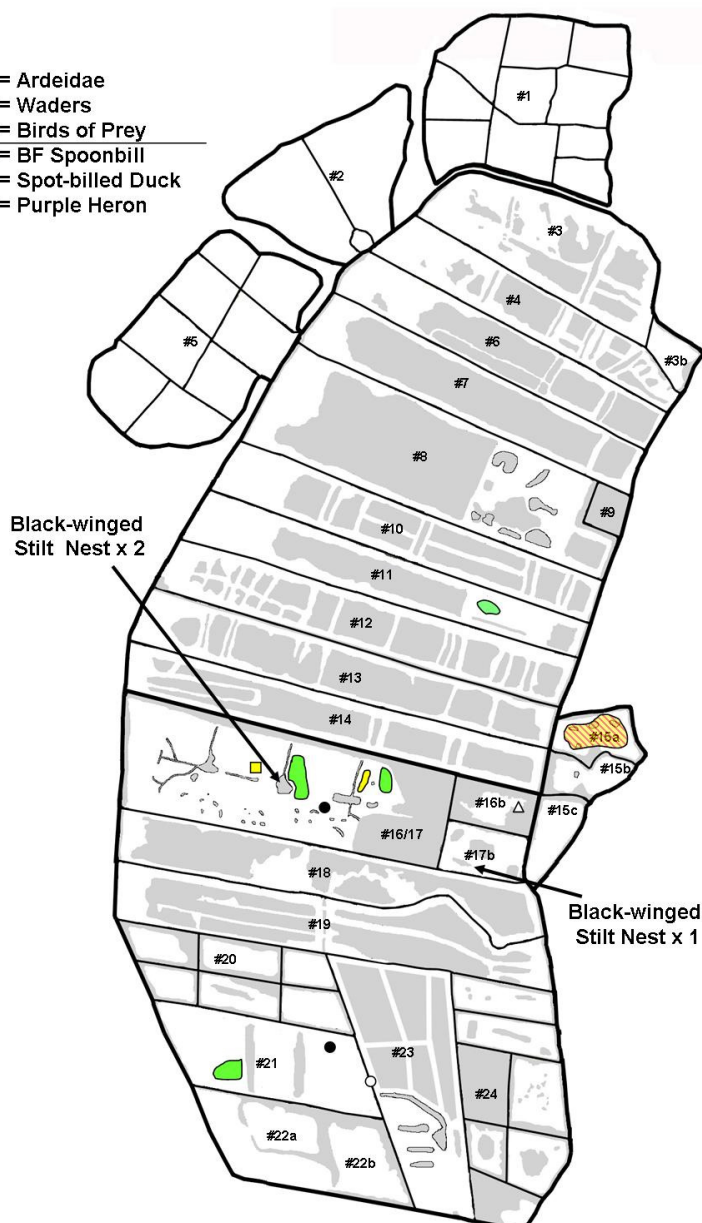 = Ardeidae
= Waders
= Birds of Prey
= BF Spoonbill
= Spot-billed Duck
= Purple Heron
#1
#2
#3
#4
#5
#6
#3b
#7
#8
#9
Black-winged
Stilt Nest x 2
#10
#11
#12
#13
#14
#15a
#15b
#16b
#15c
#16/17
#17b
#18
Black-winged
Stilt Nest x 1
#19
#20
#23
#21
#24
#22a
#22b